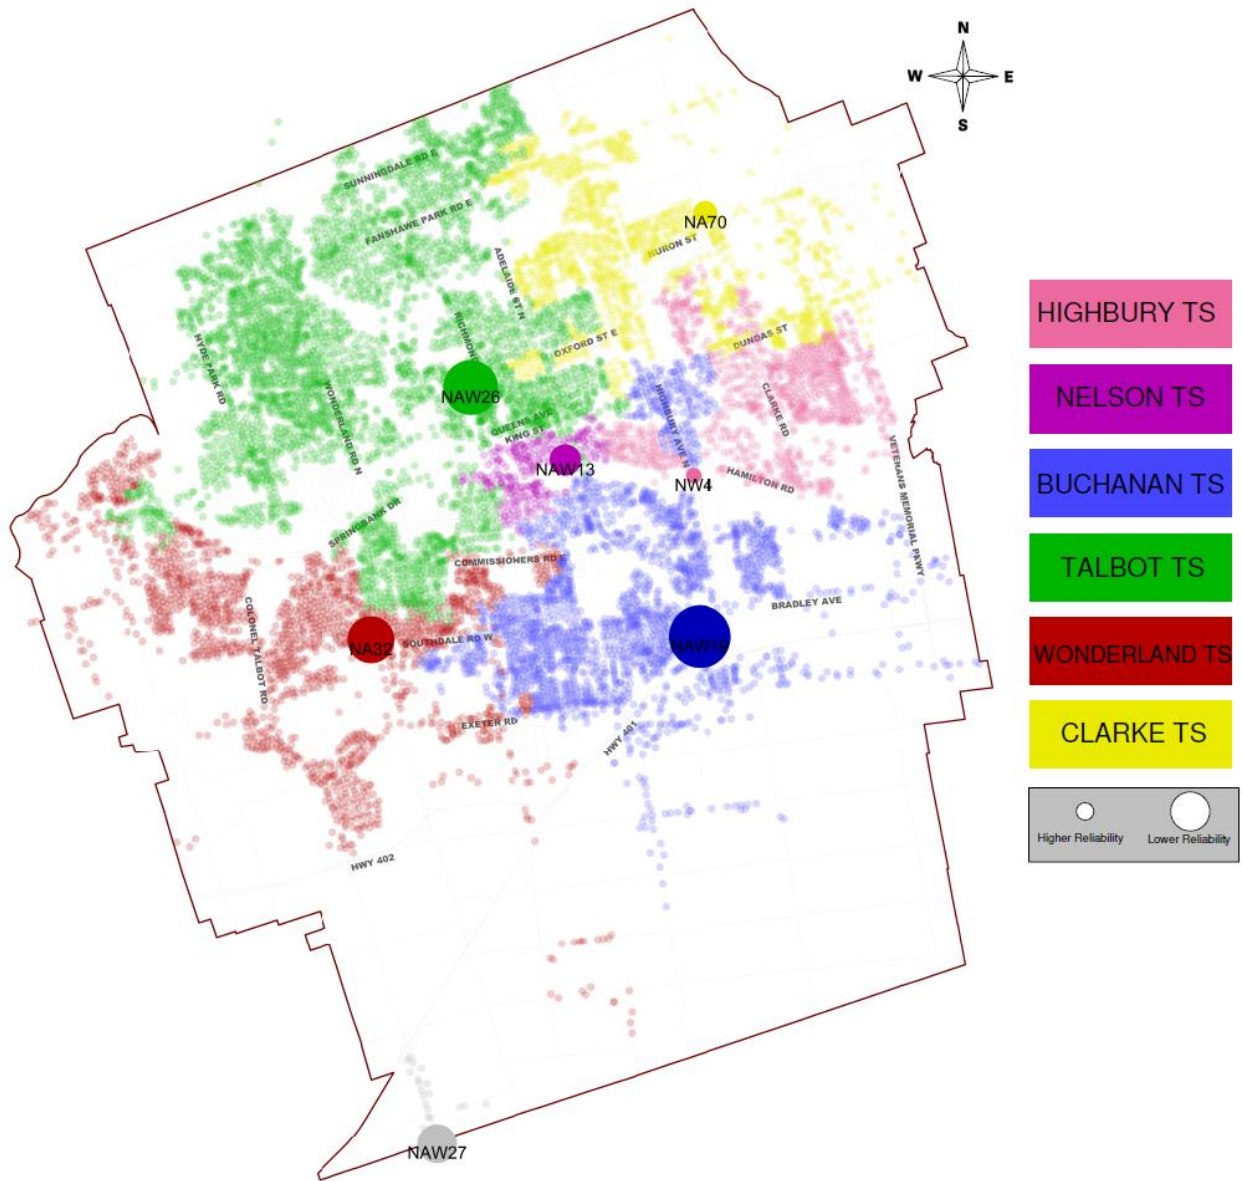 N
W E
S
SUNNINGDALE RD E
FANSHAWE PARK RD E
NA70
HURON ST
ADELAIDE ST N
HIGHBURY TS
RICHMOND
OXFORD ST E
DUNDAS ST
HYDE PARK RD
NELSON TS
WONDERLAND RD N
NAW26
HIGHBURY AVE N
CLARKE RD
QUEENS AVE
KING ST
NAW13
NW4
HAMILTON RD
VETERANS MEMORIAL PKWY
BUCHANAN TS
SPRINGBANK DR
COMMISSIONERS RD E
TALBOT TS
BRADLEY AVE
COLONEL TALBOT RD
NA32
SOUTHDALE RD W
WONDERLAND TS
EXETER RD
HWY 401
CLARKE TS
Higher Reliability
Lower Reliability
HWY 402
NAW27